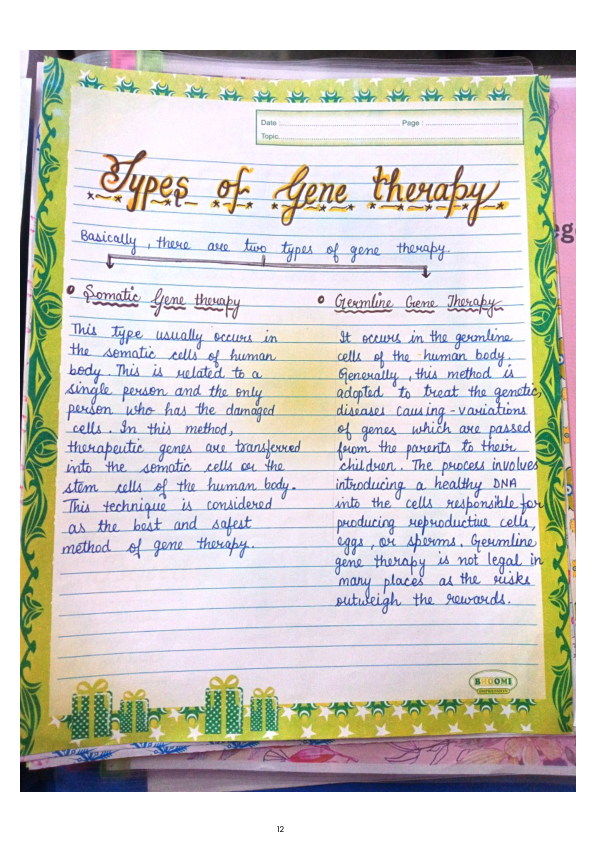 Date : Page :
Topic
Types of Gene therapy
Basically, there are two types of gene therapy.
Somatic Gene therapy
This type usually occurs in
the somatic cells of human
body. This is related to a
single person and the only
person who has the damaged
cells. In this method,
therapeutic genes are transferred
into the somatic cells or the
stem cells of the human body.
This technique is considered
as the best and safest
method of gene therapy.
Germline Gene Therapy
It occurs in the germline
cells of the human body.
Generally, this method is
adopted to treat the genetic,
diseases causing - variations
of genes which are passed
from the parents to their
children. The process involves
introducing a healthy DNA
into the cells responsible for
producing reproductive cells,
eggs, or sperms. Germline
gene therapy is not legal in
many places as the risks
outweigh the rewards.
BHOOMI
eg
12